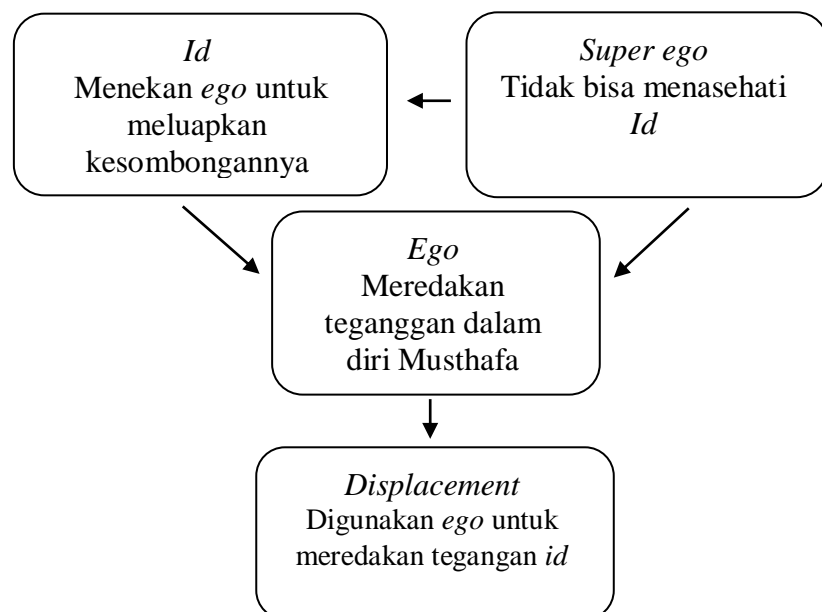 Id
Menekan ego untuk
meluapkan
kesombongannya
Super ego
Tidak bisa menasehati
Id
Ego
Meredakan
teganggan dalam
diri Musthafa
Displacement
Digunakan ego untuk
meredakan tegangan id